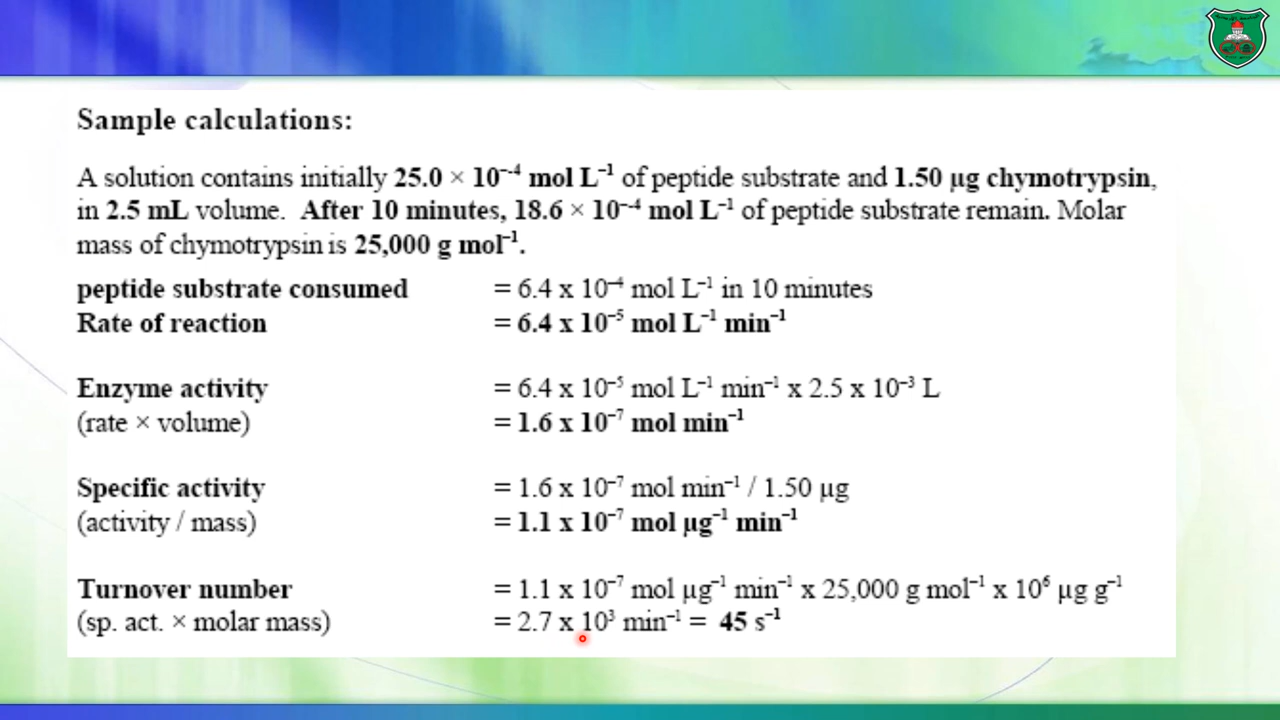 Sample calculations:
A solution contains initially 25.0 × 10⁻⁴ mol L⁻¹ of peptide substrate and 1.50 µg chymotrypsin,
in 2.5 mL volume. After 10 minutes, 18.6 × 10⁻⁴ mol L⁻¹ of peptide substrate remain. Molar
mass of chymotrypsin is 25,000 g mol⁻¹.
peptide substrate consumed = 6.4 x 10⁻⁴ mol L⁻¹ in 10 minutes
Rate of reaction = 6.4 x 10⁻⁵ mol L⁻¹ min⁻¹
Enzyme activity = 6.4 x 10⁻⁵ mol L⁻¹ min⁻¹ x 2.5 x 10⁻³ L
(rate × volume) = 1.6 x 10⁻⁷ mol min⁻¹
Specific activity = 1.6 x 10⁻⁷ mol min⁻¹ / 1.50 µg
(activity / mass) = 1.1 x 10⁻⁷ mol µg⁻¹ min⁻¹
Turnover number = 1.1 x 10⁻⁷ mol µg⁻¹ min⁻¹ x 25,000 g mol⁻¹ x 10⁶ µg g⁻¹
(sp. act. × molar mass) = 2.7 x 10³ min⁻¹ = 45 s⁻¹